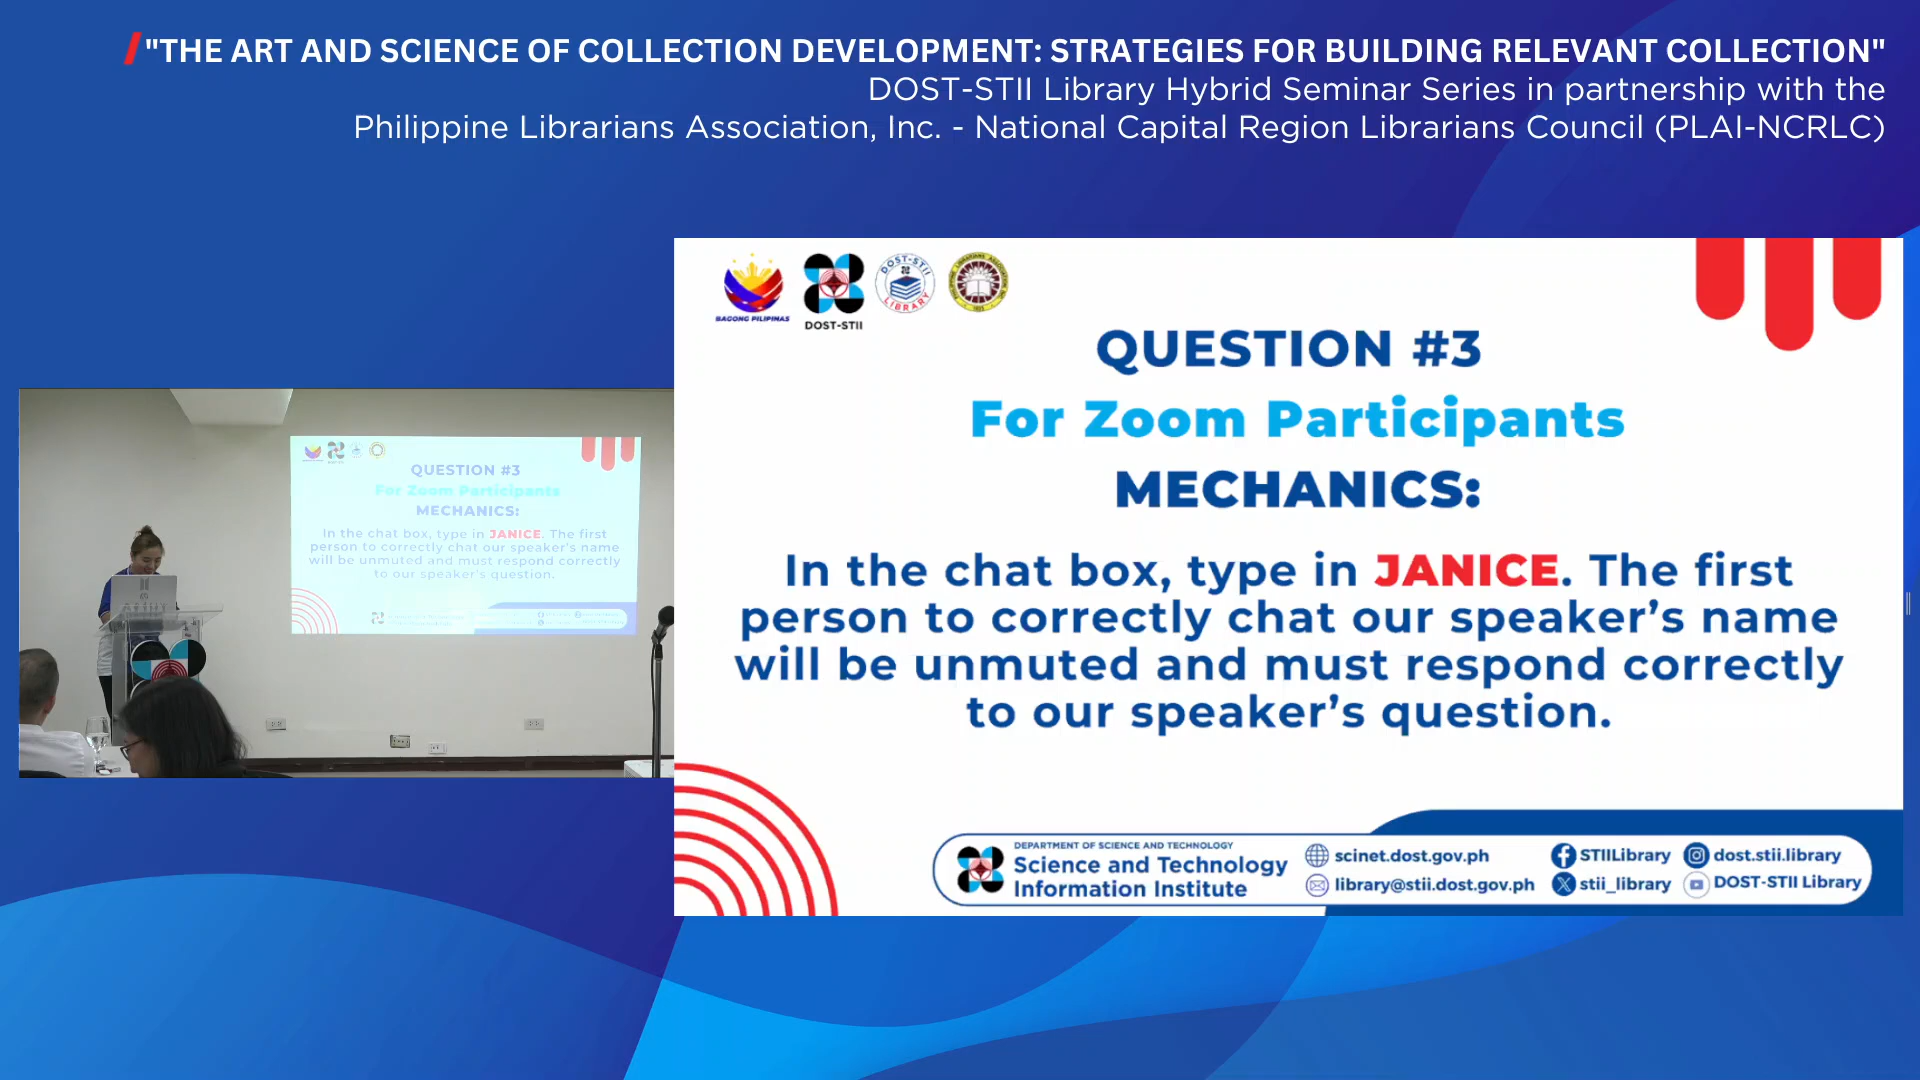 "THE ART AND SCIENCE OF COLLECTION DEVELOPMENT: STRATEGIES FOR BUILDING RELEVANT COLLECTION"
DOST-STII Library Hybrid Seminar Series in partnership with the
Philippine Librarians Association, Inc. - National Capital Region Librarians Council (PLAI-NCRLC)
BAGONG PILIPINAS
DOST-STII
DOST-STII LIBRARY
QUESTION #3
For Zoom Participants
MECHANICS:
In the chat box, type in JANICE. The first
person to correctly chat our speaker's name
will be unmuted and must respond correctly
to our speaker's question.
QUESTION #3
For Zoom Participants
MECHANICS:
In the chat box, type in JANICE. The first
person to correctly chat our speaker's name
will be unmuted and must respond correctly
to our speaker's question.
DEPARTMENT OF SCIENCE AND TECHNOLOGY
Science and Technology
Information Institute
scinet.dost.gov.ph
library@stii.dost.gov.ph
STIILibrary
stii_library
dost.stii.library
DOST-STII Library